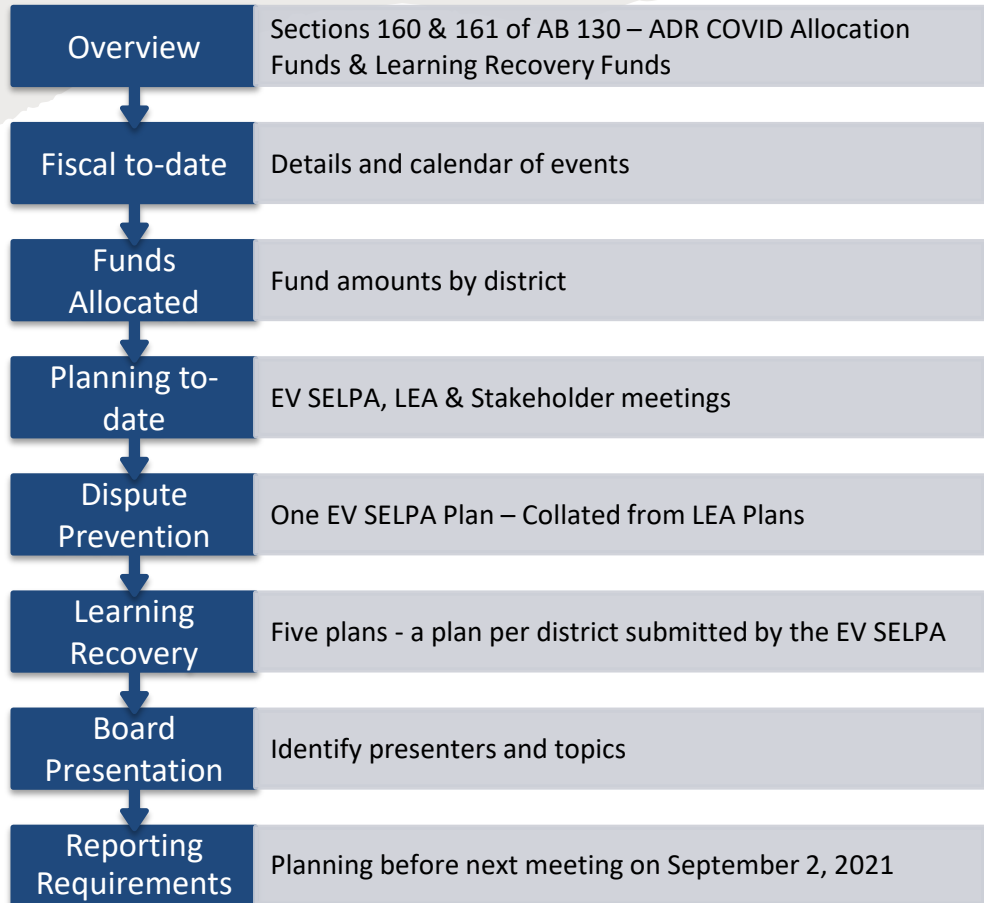 Overview
Sections 160 & 161 of AB 130 – ADR COVID Allocation
Funds & Learning Recovery Funds
Fiscal to-date
Details and calendar of events
Funds
Allocated
Fund amounts by district
Planning to-
date
EV SELPA, LEA & Stakeholder meetings
Dispute
Prevention
One EV SELPA Plan – Collated from LEA Plans
Learning
Recovery
Five plans - a plan per district submitted by the EV SELPA
Board
Presentation
Identify presenters and topics
Reporting
Requirements
Planning before next meeting on September 2, 2021